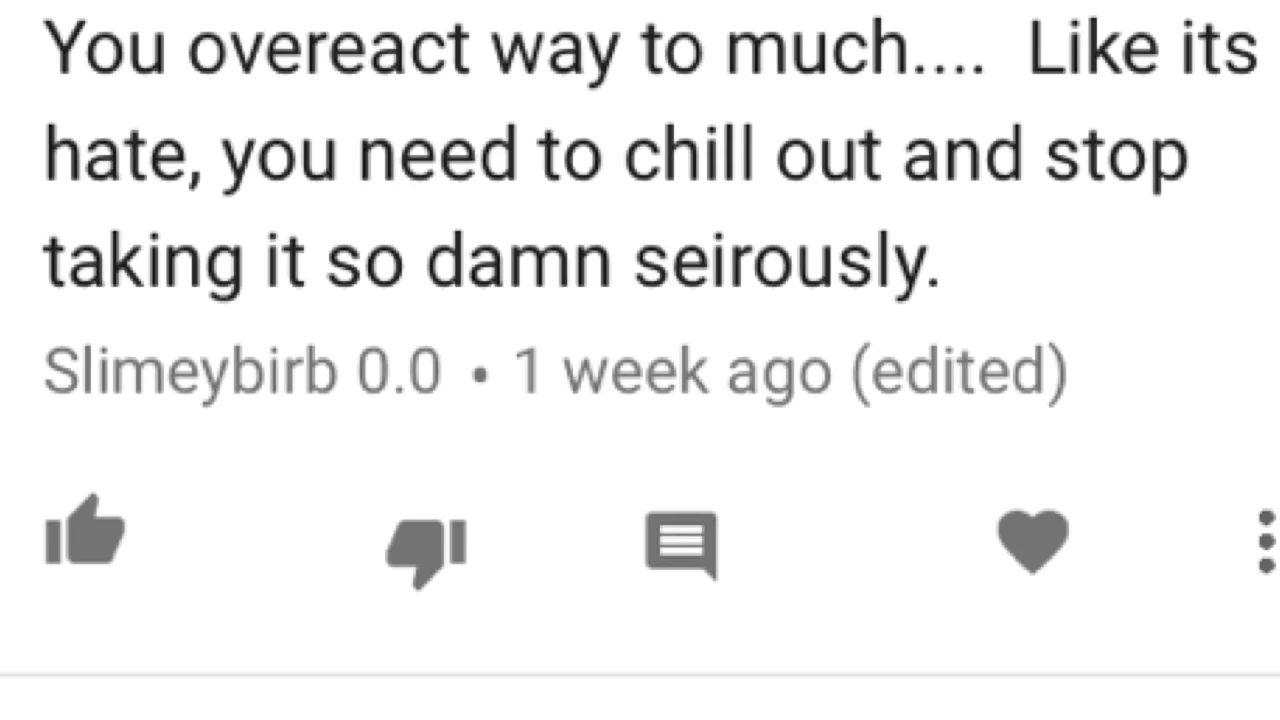 You overeact way to much....  Like its
hate, you need to chill out and stop
taking it so damn seirously.
Slimeybirb 0.0 • 1 week ago (edited)